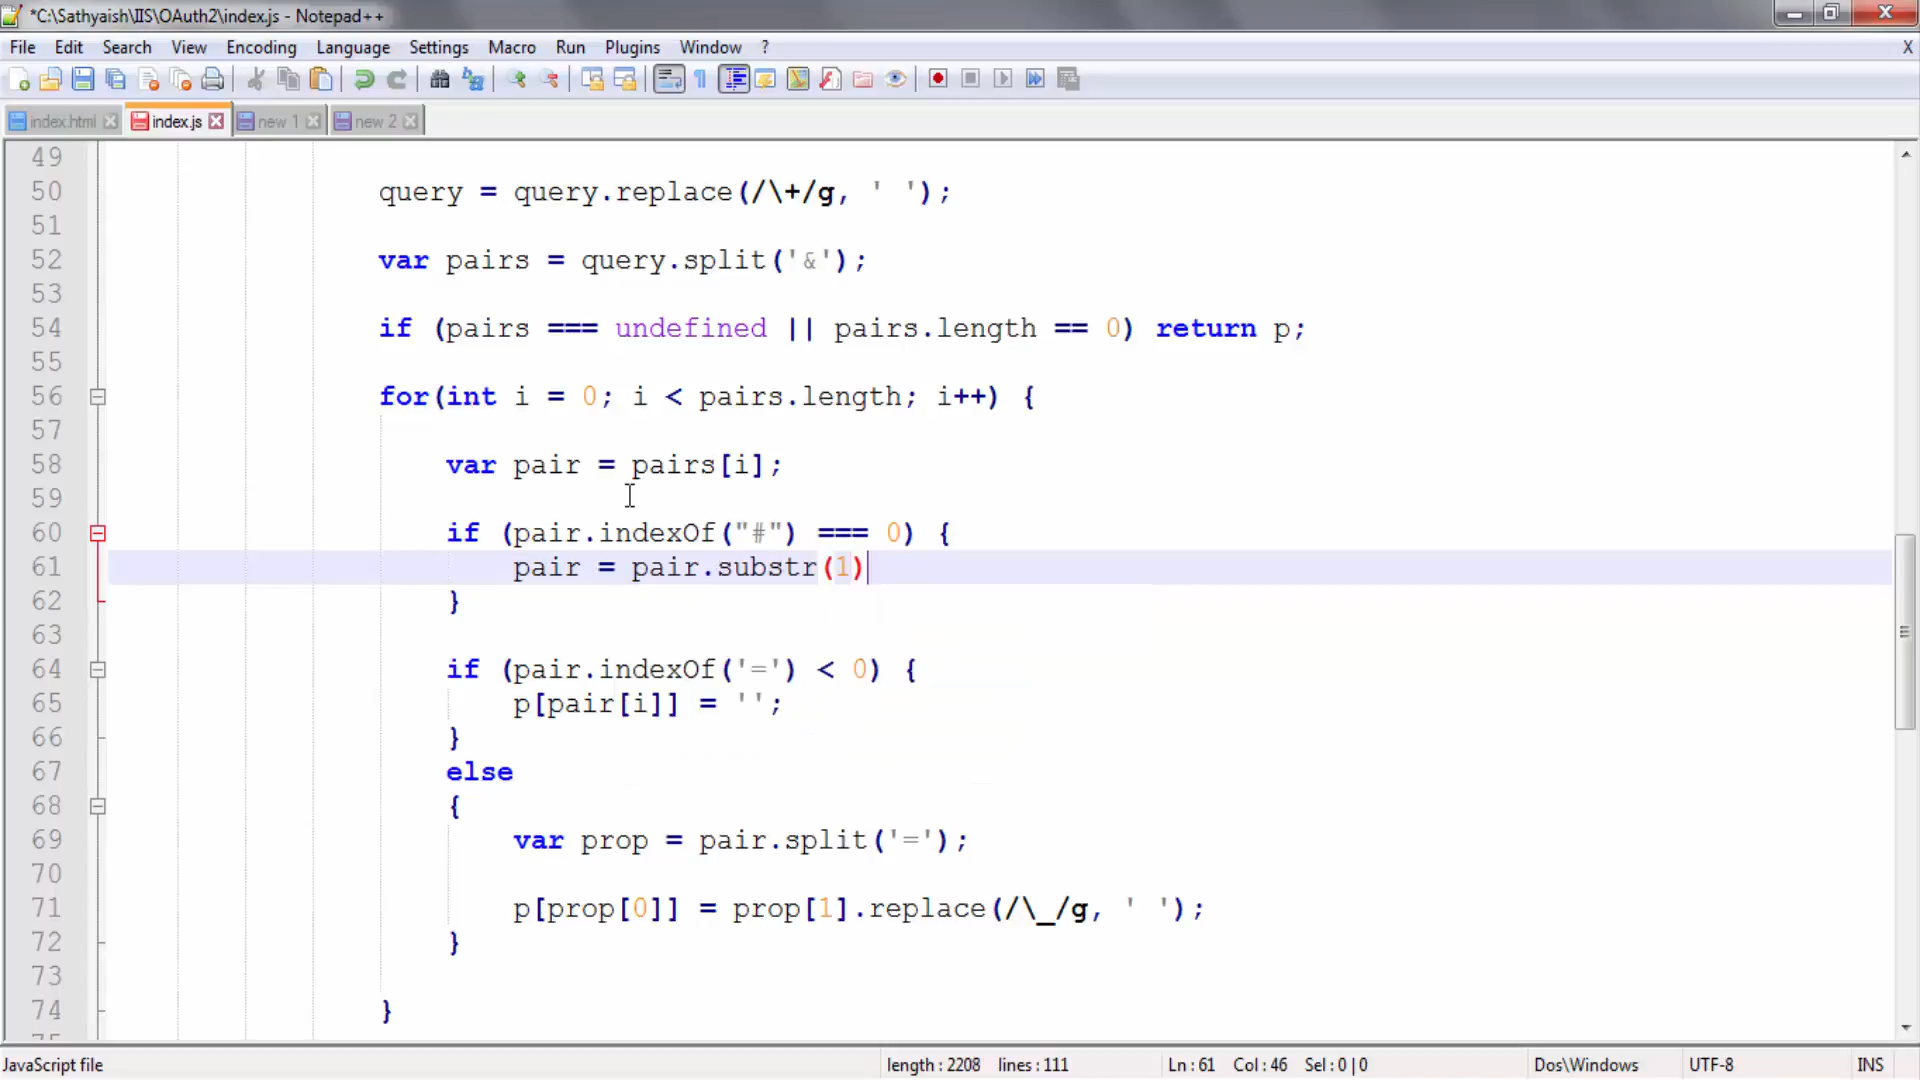 *C:\Sathyaish\IIS\OAuth2\index.js - Notepad++
File Edit Search View Encoding Language Settings Macro Run Plugins Window ? X
index.html index.js new 1 new 2
49
50 query = query.replace(/\+/g, ' ');
51
52 var pairs = query.split('&');
53
54 if (pairs === undefined || pairs.length == 0) return p;
55
56 for(int i = 0; i < pairs.length; i++) {
57
58 var pair = pairs[i];
59
60 if (pair.indexOf("#") === 0) {
61 pair = pair.substr(1)
62 }
63
64 if (pair.indexOf('=') < 0) {
65 p[pair[i]] = '';
66 }
67 else
68 {
69 var prop = pair.split('=');
70
71 p[prop[0]] = prop[1].replace(/\_/g, ' ');
72 }
73
74 }
75
JavaScript file length : 2208 lines : 111 Ln : 61 Col : 46 Sel : 0 | 0 Dos\Windows UTF-8 INS